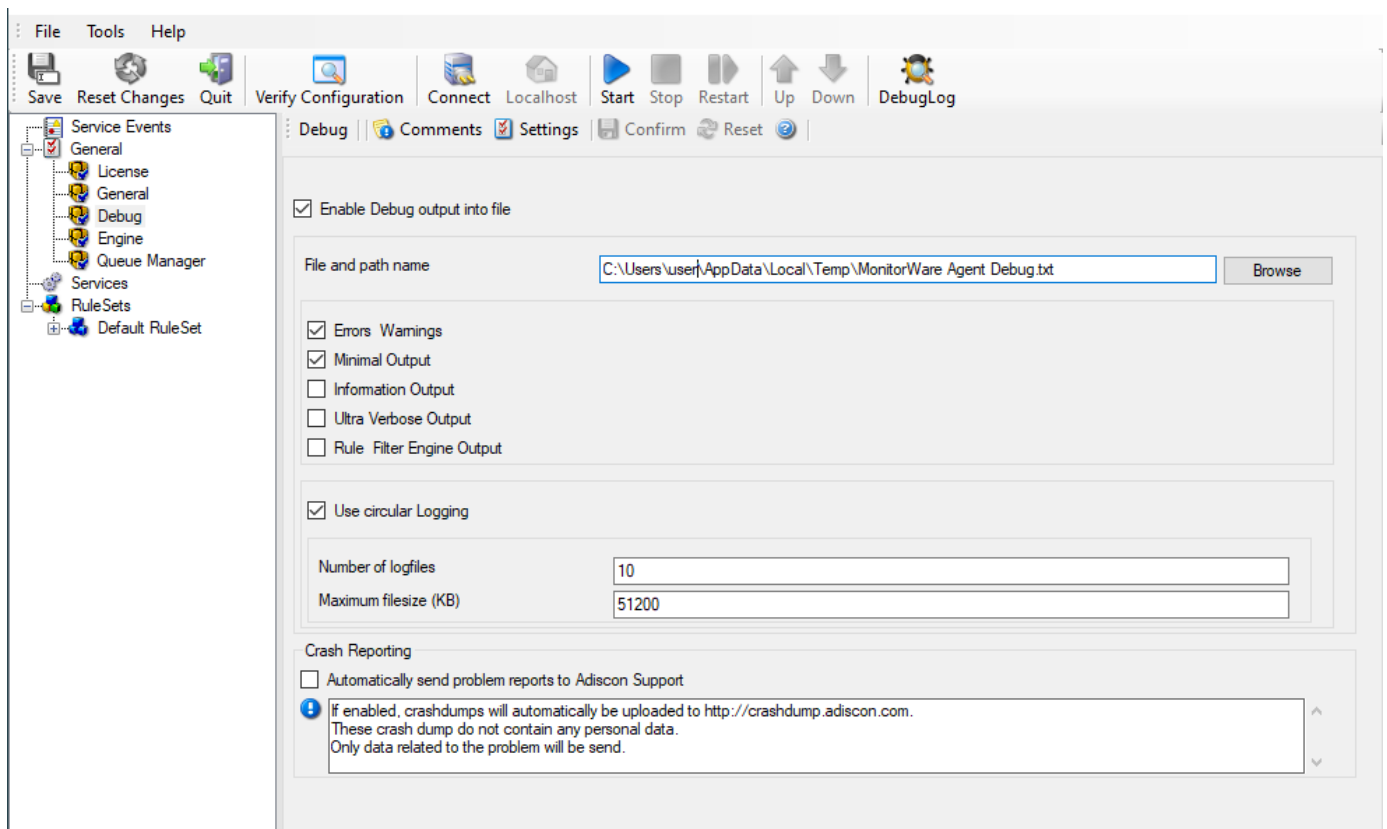 File Tools Help
Save Reset Changes Quit Verify Configuration Connect Localhost Start Stop Restart Up Down DebugLog
Service Events
General
License
General
Debug
Engine
Queue Manager
Services
RuleSets
Default RuleSet
Debug Comments Settings Confirm Reset
Enable Debug output into file
File and path name C:\Users\user\AppData\Local\Temp\MonitorWare Agent Debug.txt Browse
Errors Warnings
Minimal Output
Information Output
Ultra Verbose Output
Rule Filter Engine Output
Use circular Logging
Number of logfiles 10
Maximum filesize (KB) 51200
Crash Reporting
Automatically send problem reports to Adiscon Support
If enabled, crashdumps will automatically be uploaded to http://crashdump.adiscon.com.
These crash dump do not contain any personal data.
Only data related to the problem will be send.